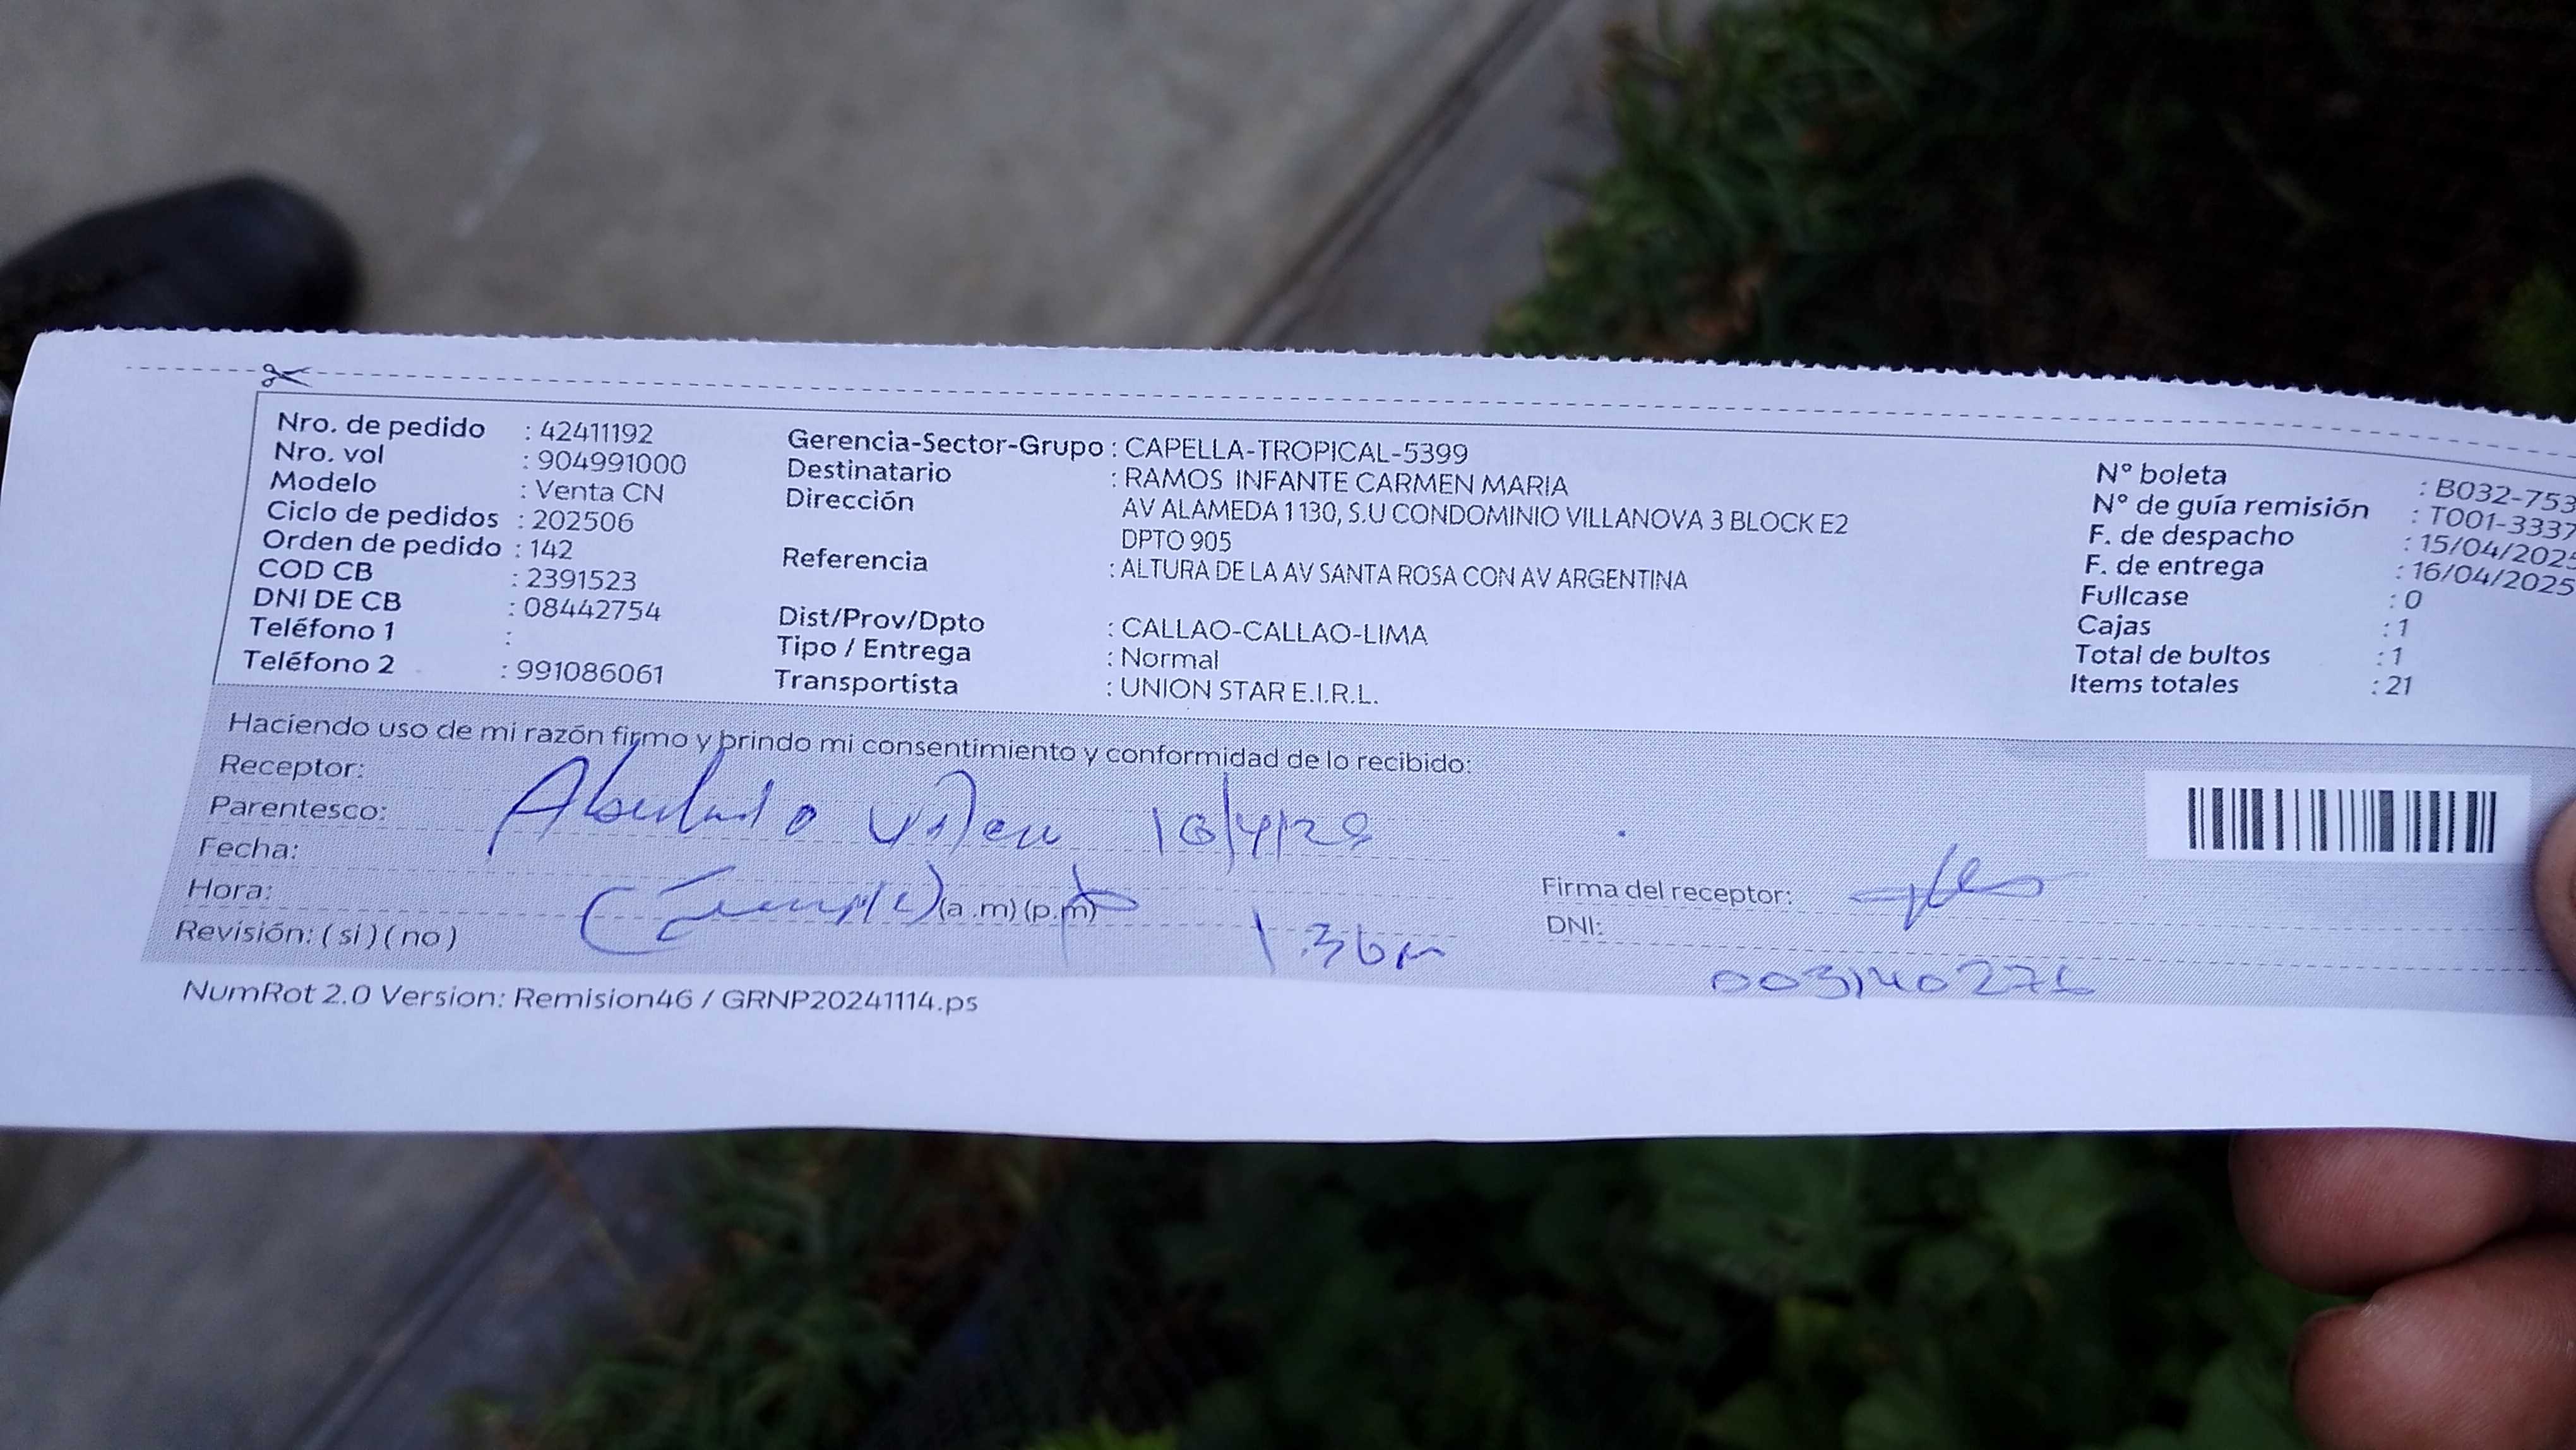 Nro. de pedido : 42411192
Nro. vol : 904991000
Modelo : Venta CN
Ciclo de pedidos : 202506
Orden de pedido : 142
COD CB : 2391523
DNI DE CB : 08442754
Teléfono 1 :
Teléfono 2 : 991086061
Gerencia-Sector-Grupo : CAPELLA-TROPICAL-5399
Destinatario : RAMOS INFANTE CARMEN MARIA
Dirección AV ALAMEDA 1130, S.U CONDOMINIO VILLANOVA 3 BLOCK E2
DPTO 905
Referencia : ALTURA DE LA AV SANTA ROSA CON AV ARGENTINA
Dist/Prov/Dpto : CALLAO-CALLAO-LIMA
Tipo / Entrega : Normal
Transportista : UNION STAR E.I.R.L.
N° boleta : B032-753
N° de guía remisión : T001-3337
F. de despacho : 15/04/2025
F. de entrega : 16/04/2025
Fullcase : 0
Cajas : 1
Total de bultos : 1
Items totales : 21
Haciendo uso de mi razón firmo y brindo mi consentimiento y conformidad de lo recibido:
Receptor:
Parentesco:
Fecha:
Hora: (a.m) (p.m)
Revisión: ( si ) ( no )
Firma del receptor:
DNI:
NumRot 2.0 Version: Remision46 / GRNP20241114.ps